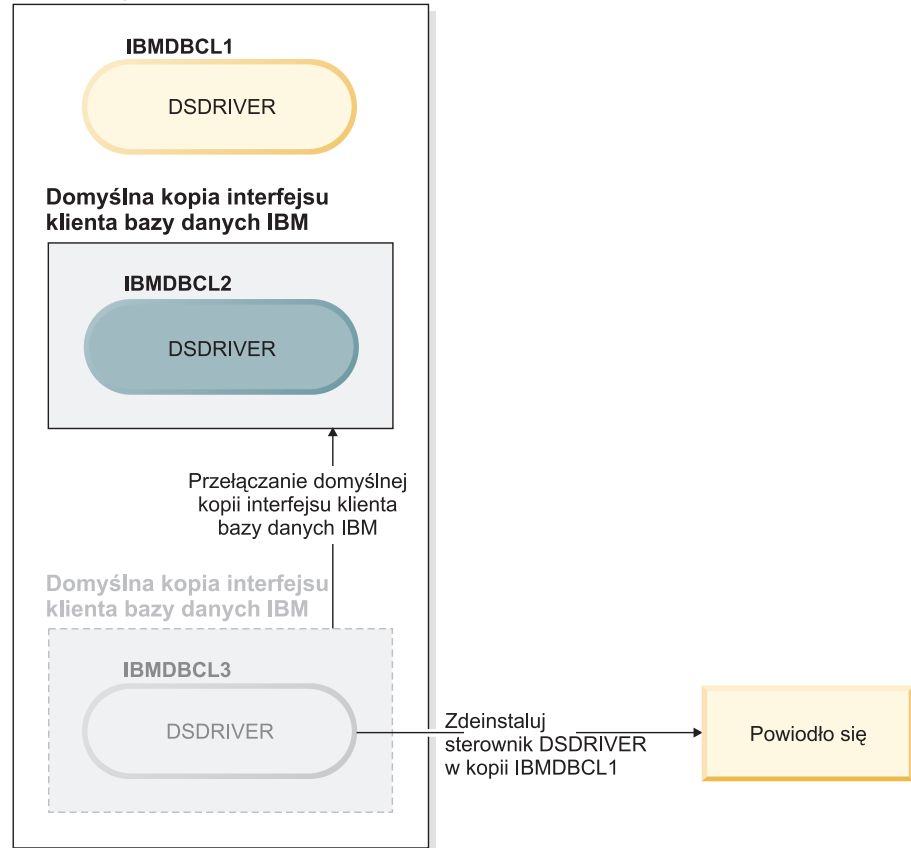 IBMDBCL1
DSDRIVER
Domyślna kopia interfejsu
klienta bazy danych IBM
IBMDBCL2
DSDRIVER
Przełączanie domyślnej
kopii interfejsu klienta
bazy danych IBM
Domyślna kopia interfejsu
klienta bazy danych IBM
IBMDBCL3
DSDRIVER
Zdeinstaluj
sterownik DSDRIVER
w kopii IBMDBCL1
Powiodło się